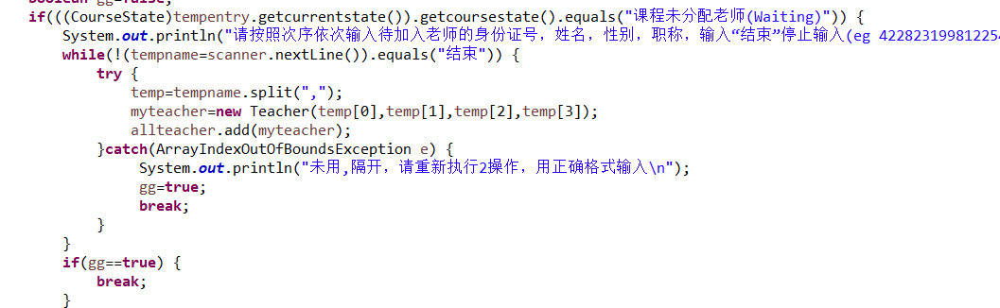 boolean gg=false;
if(((CourseState)tempentry.getcurrentstate()).getcoursestate().equals("课程未分配老师(Waiting)")) {
System.out.println("请按照次序依次输入待加入老师的身份证号，姓名，性别，职称，输入“结束”停止输入(eg 42282319981225
while(!(tempname=scanner.nextLine()).equals("结束")) {
try {
temp=tempname.split(",");
myteacher=new Teacher(temp[0],temp[1],temp[2],temp[3]);
allteacher.add(myteacher);
}catch(ArrayIndexOutOfBoundsException e) {
System.out.println("未用,隔开，请重新执行2操作，用正确格式输入\n");
gg=true;
break;
}
}
if(gg==true) {
break;
}